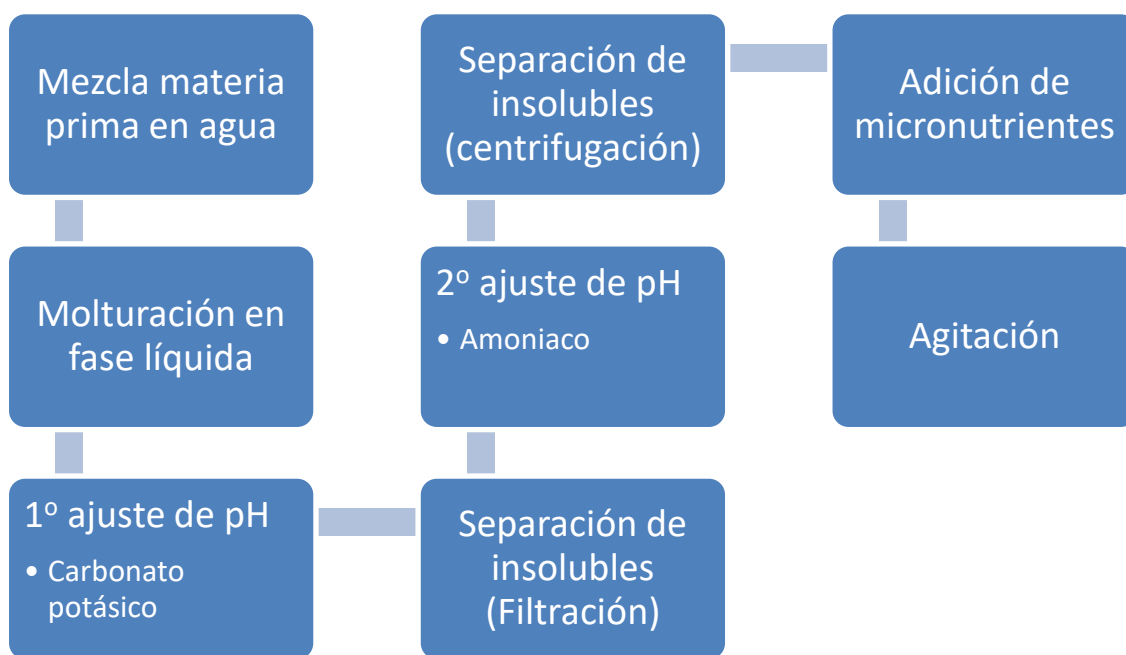 Mezcla materia
prima en agua
Molturación en
fase líquida
1º ajuste de pH
• Carbonato
potásico
Separación de
insolubles
(Filtración)
2º ajuste de pH
• Amoniaco
Separación de
insolubles
(centrifugación)
Adición de
micronutrientes
Agitación